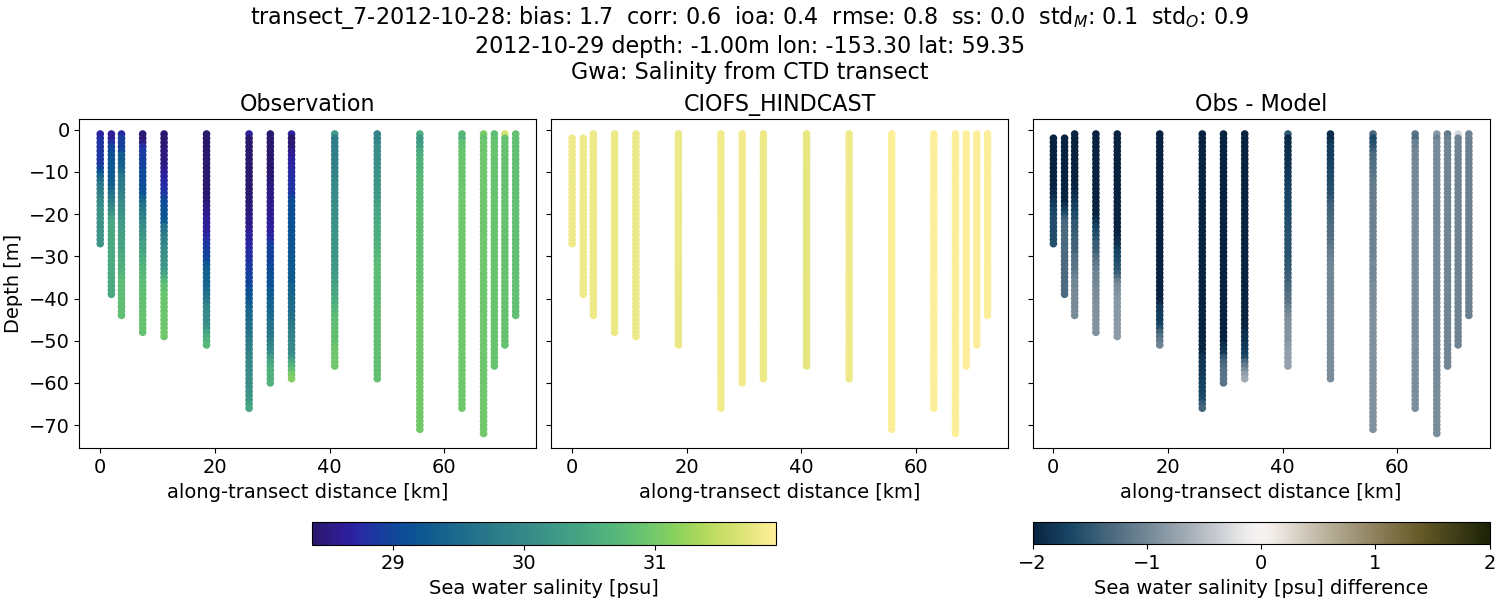 transect_7-2012-10-28: bias: 1.7 corr: 0.6 ioa: 0.4 rmse: 0.8 ss: 0.0 std_M: 0.1 std_O: 0.9
2012-10-29 depth: -1.00m lon: -153.30 lat: 59.35
Gwa: Salinity from CTD transect
Observation
CIOFS_HINDCAST
Obs - Model
Depth [m]
0
−10
−20
−30
−40
−50
−60
−70
0 20 40 60
0 20 40 60
0 20 40 60
along-transect distance [km]
along-transect distance [km]
along-transect distance [km]
29 30 31
Sea water salinity [psu]
−2 −1 0 1 2
Sea water salinity [psu] difference